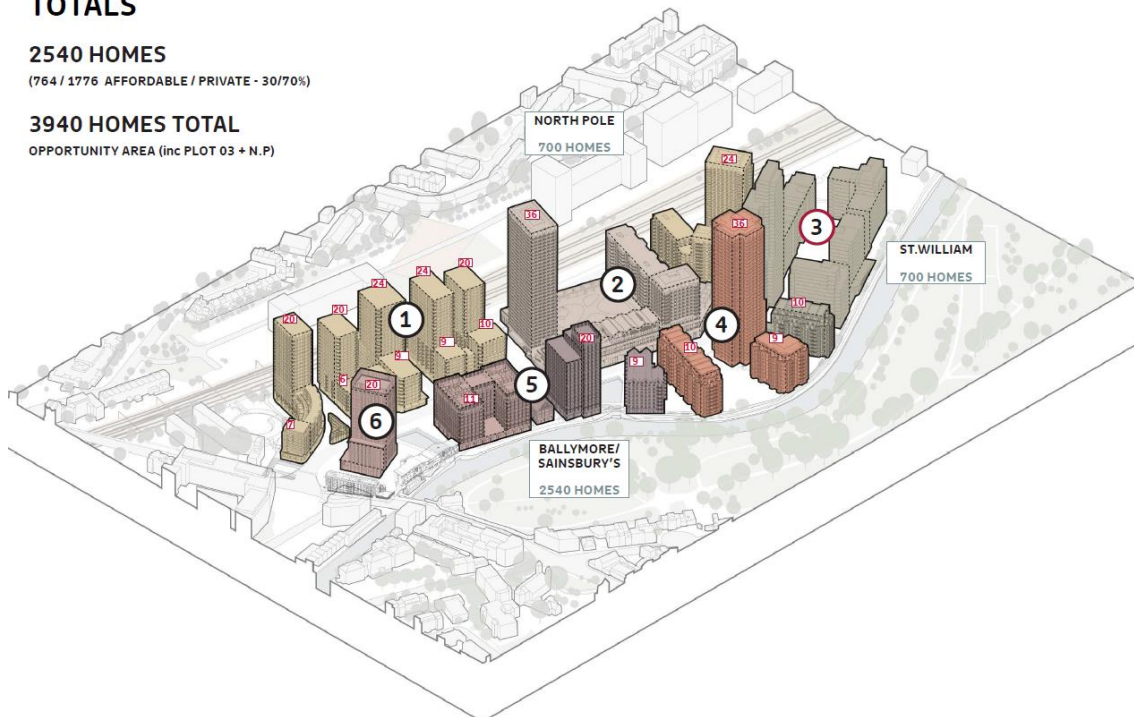 TOTALS
2540 HOMES
(764 / 1776 AFFORDABLE / PRIVATE - 30/70%)
3940 HOMES TOTAL
OPPORTUNITY AREA (inc PLOT 03 + N.P)
NORTH POLE
700 HOMES
24
36
36
3
ST.WILLIAM
700 HOMES
20
24
24
2
20
20
1
10
10
4
20
9
9
10
9
6
20
5
11
7
6
9
BALLYMORE/
SAINSBURY'S
2540 HOMES